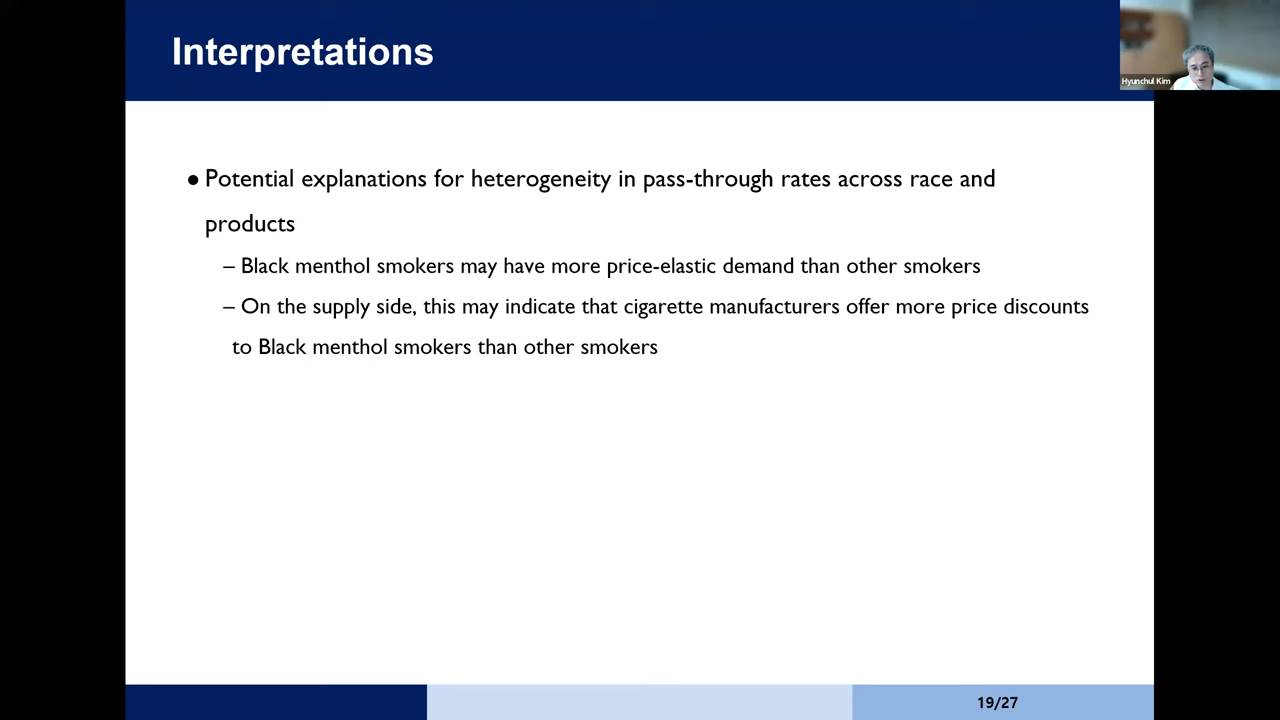 Interpretations
Hyunchul Kim
● Potential explanations for heterogeneity in pass-through rates across race and
products
– Black menthol smokers may have more price-elastic demand than other smokers
– On the supply side, this may indicate that cigarette manufacturers offer more price discounts
to Black menthol smokers than other smokers
19/27